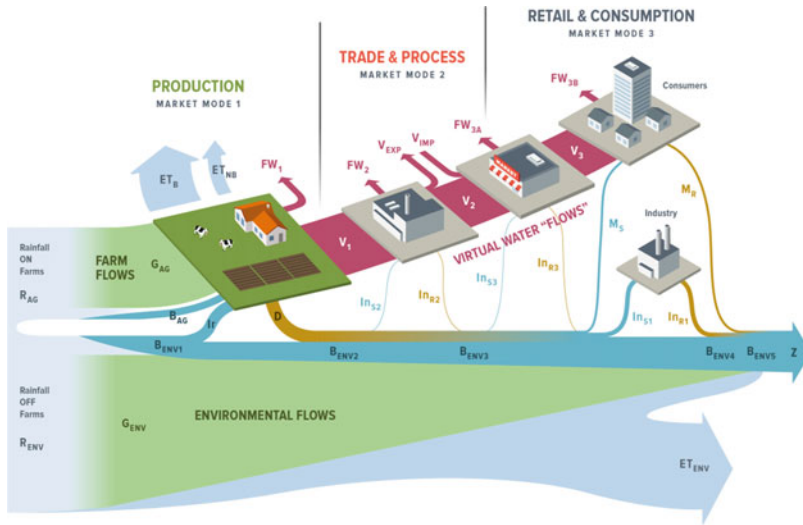 RETAIL & CONSUMPTION
MARKET MODE 3
TRADE & PROCESS
MARKET MODE 2
PRODUCTION
MARKET MODE 1
FW3B
Consumers
FW3A
VIMP
VEXP
FW2
FW1
ETB
ETNB
V3
V2
V1
VIRTUAL WATER "FLOWS"
MR
MS
Industry
Rainfall
ON
Farms
RAG
FARM
FLOWS
GAG
BAG
Ir
D
InS2
InR2
InS3
InR3
InS1
InR1
BENV1
BENV2
BENV3
BENV4
BENV5
Z
Rainfall
OFF
Farms
RENV
GENV
ENVIRONMENTAL FLOWS
ETENV
MARKET